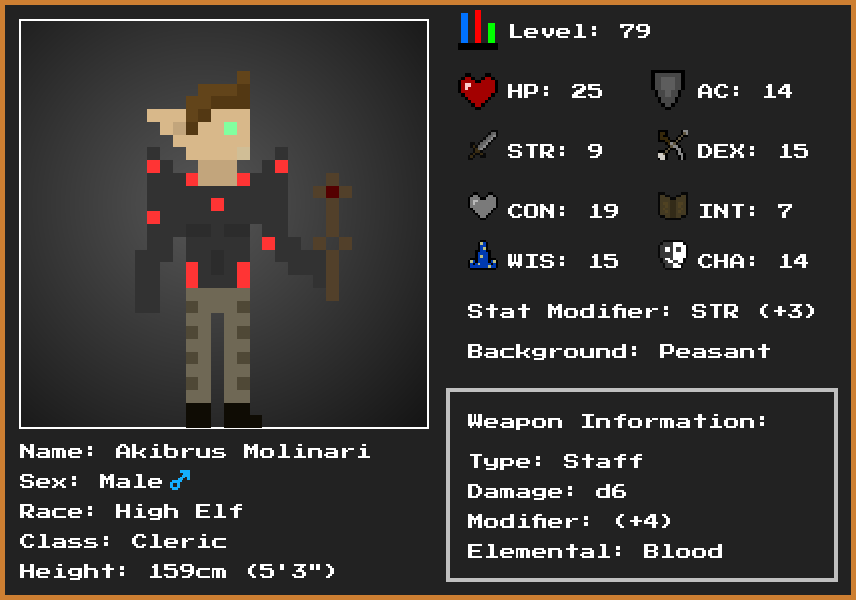 Level: 79
HP: 25 AC: 14
STR: 9 DEX: 15
CON: 19 INT: 7
WIS: 15 CHA: 14
Stat Modifier: STR (+3)
Background: Peasant
Weapon Information:
Type: Staff
Damage: d6
Modifier: (+4)
Elemental: Blood
Name: Akibrus Molinari
Sex: Male♂
Race: High Elf
Class: Cleric
Height: 159cm (5'3")